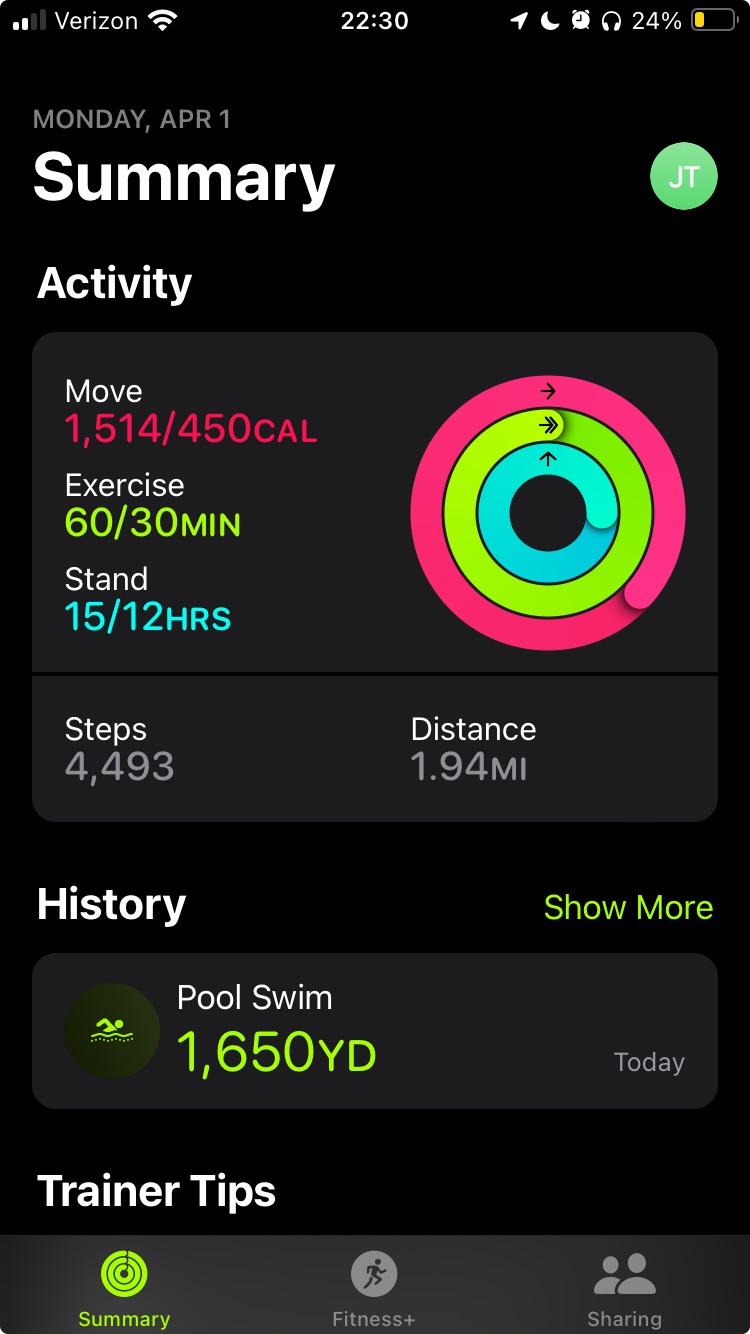 Verizon 22:30 24%
MONDAY, APR 1
Summary
JT
Activity
Move
1,514/450CAL
Exercise
60/30MIN
Stand
15/12HRS
Steps
4,493
Distance
1.94MI
History
Show More
Pool Swim
1,650YD
Today
Trainer Tips
Summary
Fitness+
Sharing